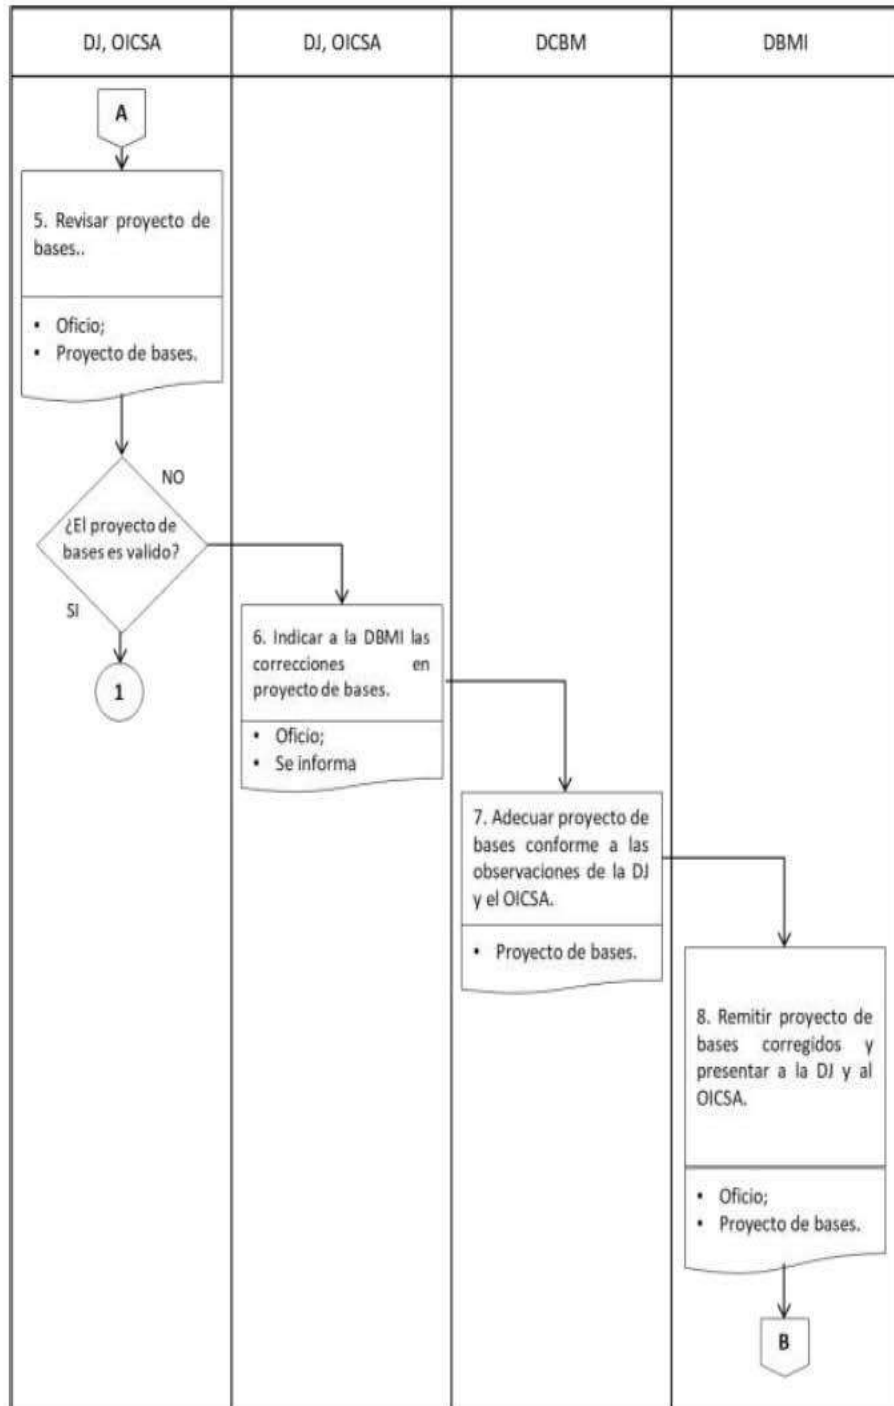 DJ, OICSA
DJ, OICSA
DCBM
DBMI
A
5. Revisar proyecto de
bases..
• Oficio;
• Proyecto de bases.
NO
¿El proyecto de
bases es valido?
SI
1
6. Indicar a la DBMI las
correcciones en
proyecto de bases.
• Oficio;
• Se informa
7. Adecuar proyecto de
bases conforme a las
observaciones de la DJ
y el OICSA.
• Proyecto de bases.
8. Remitir proyecto de
bases corregidos y
presentar a la DJ y al
OICSA.
• Oficio;
• Proyecto de bases.
B